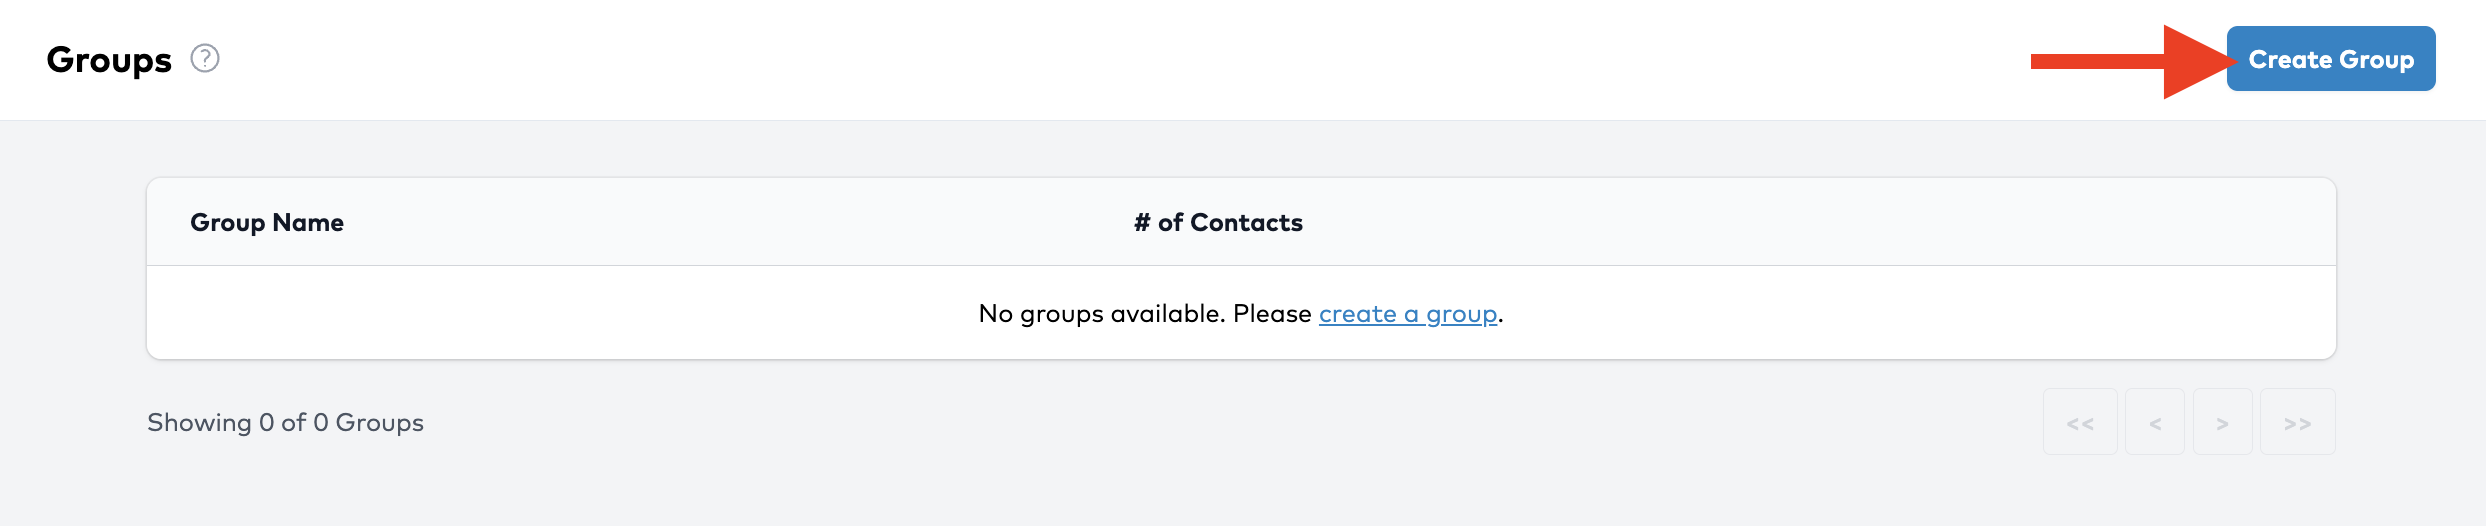 Groups ?
Create Group
Group Name # of Contacts
No groups available. Please create a group.
Showing 0 of 0 Groups
<< < > >>